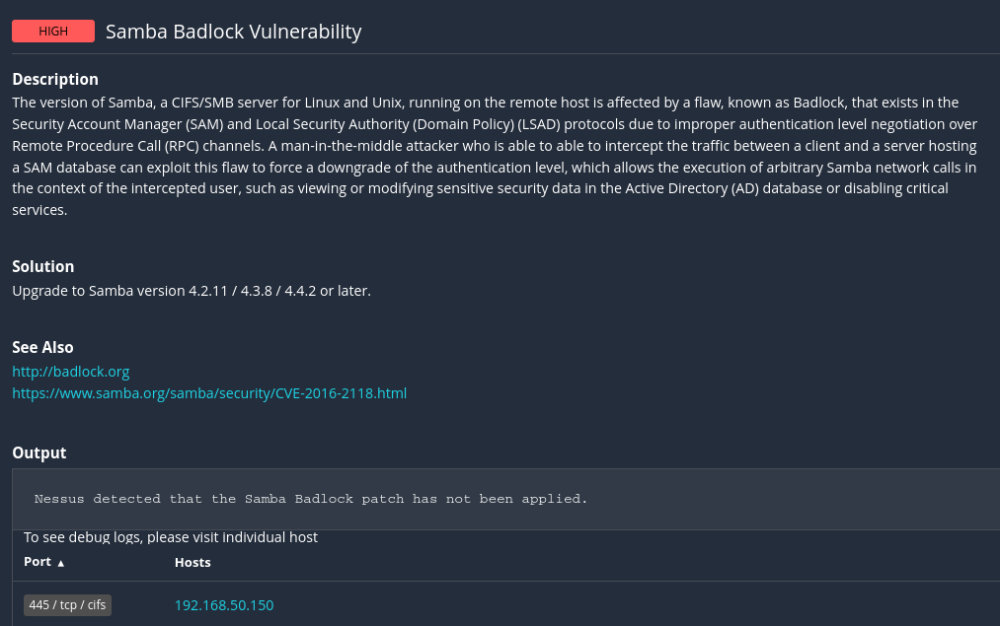 HIGH Samba Badlock Vulnerability
Description
The version of Samba, a CIFS/SMB server for Linux and Unix, running on the remote host is affected by a flaw, known as Badlock, that exists in the
Security Account Manager (SAM) and Local Security Authority (Domain Policy) (LSAD) protocols due to improper authentication level negotiation over
Remote Procedure Call (RPC) channels. A man-in-the-middle attacker who is able to able to intercept the traffic between a client and a server hosting
a SAM database can exploit this flaw to force a downgrade of the authentication level, which allows the execution of arbitrary Samba network calls in
the context of the intercepted user, such as viewing or modifying sensitive security data in the Active Directory (AD) database or disabling critical
services.
Solution
Upgrade to Samba version 4.2.11 / 4.3.8 / 4.4.2 or later.
See Also
http://badlock.org
https://www.samba.org/samba/security/CVE-2016-2118.html
Output
Nessus detected that the Samba Badlock patch has not been applied.
To see debug logs, please visit individual host
Port ▲ Hosts
445 / tcp / cifs 192.168.50.150